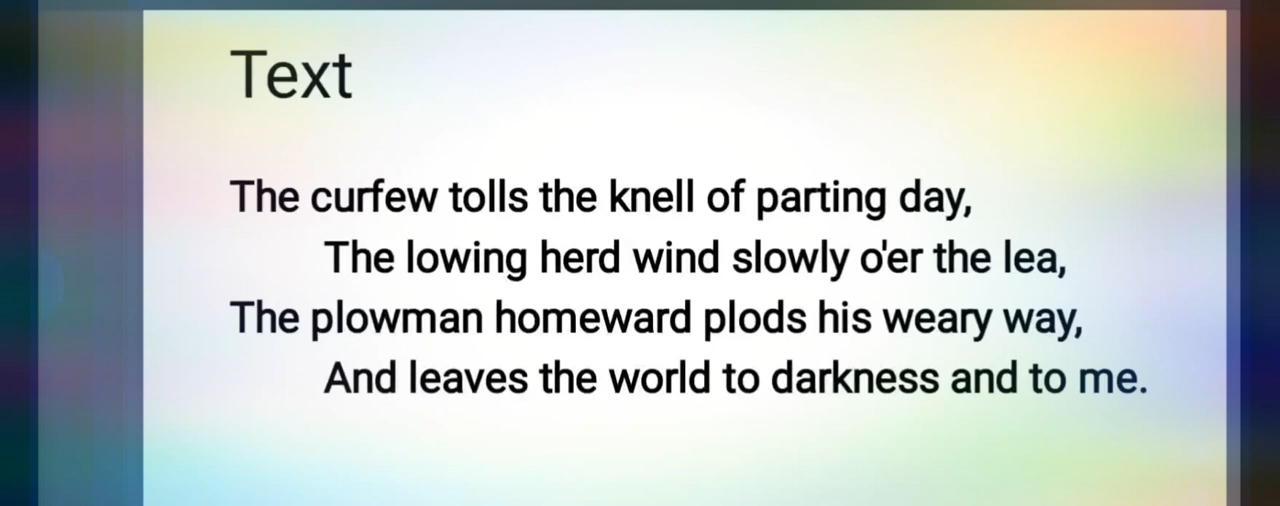 Text
The curfew tolls the knell of parting day,
The lowing herd wind slowly o'er the lea,
The plowman homeward plods his weary way,
And leaves the world to darkness and to me.